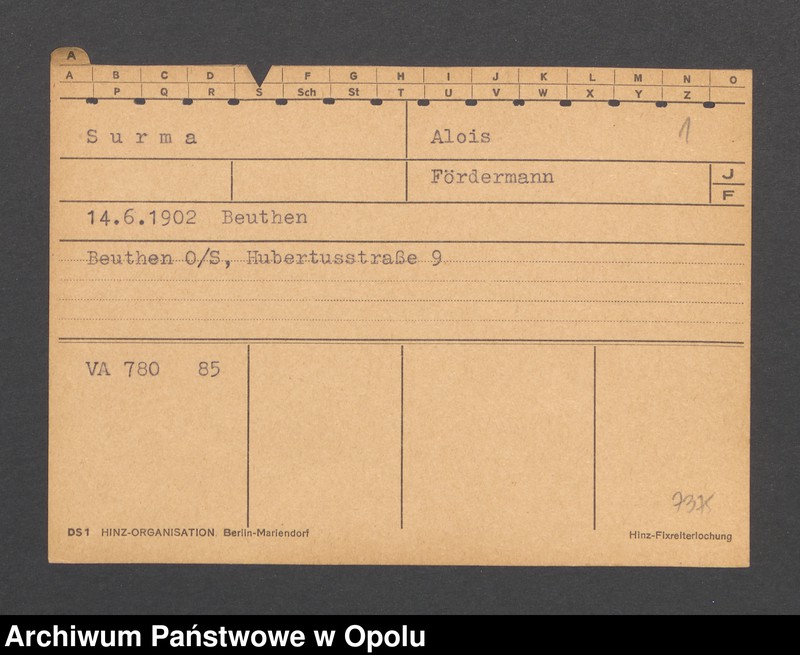 A
A B C D F G H I J K L M N O
P Q R S Sch St T U V W X Y Z
S u r m a
Alois
1
Fördermann
J
F
14.6.1902 Beuthen
Beuthen O/S, Hubertusstraße 9
VA 780 85
7375
DS1 HINZ-ORGANISATION Berlin-Mariendorf
Hinz-Fixreiterlochung
Archiwum Państwowe w Opolu